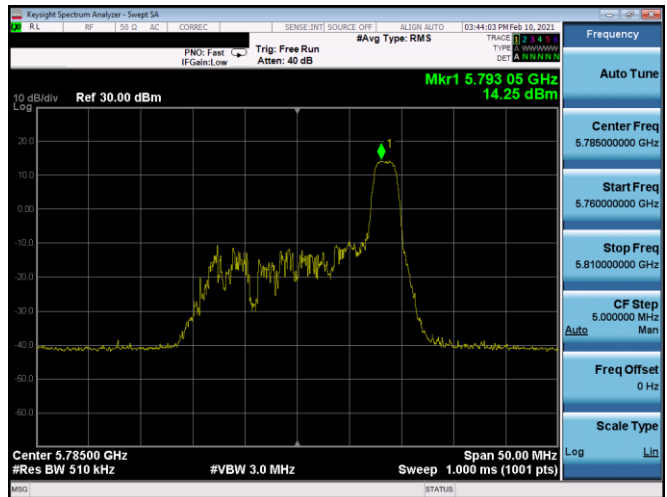 Keysight Spectrum Analyzer - Swept SA
RL RF 50 Ω AC CORREC SENSE:INT SOURCE OFF ALIGN AUTO 03:44:03 PM Feb 10, 2021
#Avg Type: RMS TRACE 1 2 3 4 5 6
PNO: Fast Trig: Free Run TYPE A WWWWW
IFGain:Low Atten: 40 dB DET A N N N N N
Mkr1 5.793 05 GHz
10 dB/div Ref 30.00 dBm 14.25 dBm
Log
1
20.0
10.0
0.00
-10.0
-20.0
-30.0
-40.0
-50.0
-60.0
Center 5.78500 GHz Span 50.00 MHz
#Res BW 510 kHz #VBW 3.0 MHz Sweep 1.000 ms (1001 pts)
MSG STATUS
Frequency
Auto Tune
Center Freq
5.785000000 GHz
Start Freq
5.760000000 GHz
Stop Freq
5.810000000 GHz
CF Step
5.000000 MHz
Auto Man
Freq Offset
0 Hz
Scale Type
Log Lin